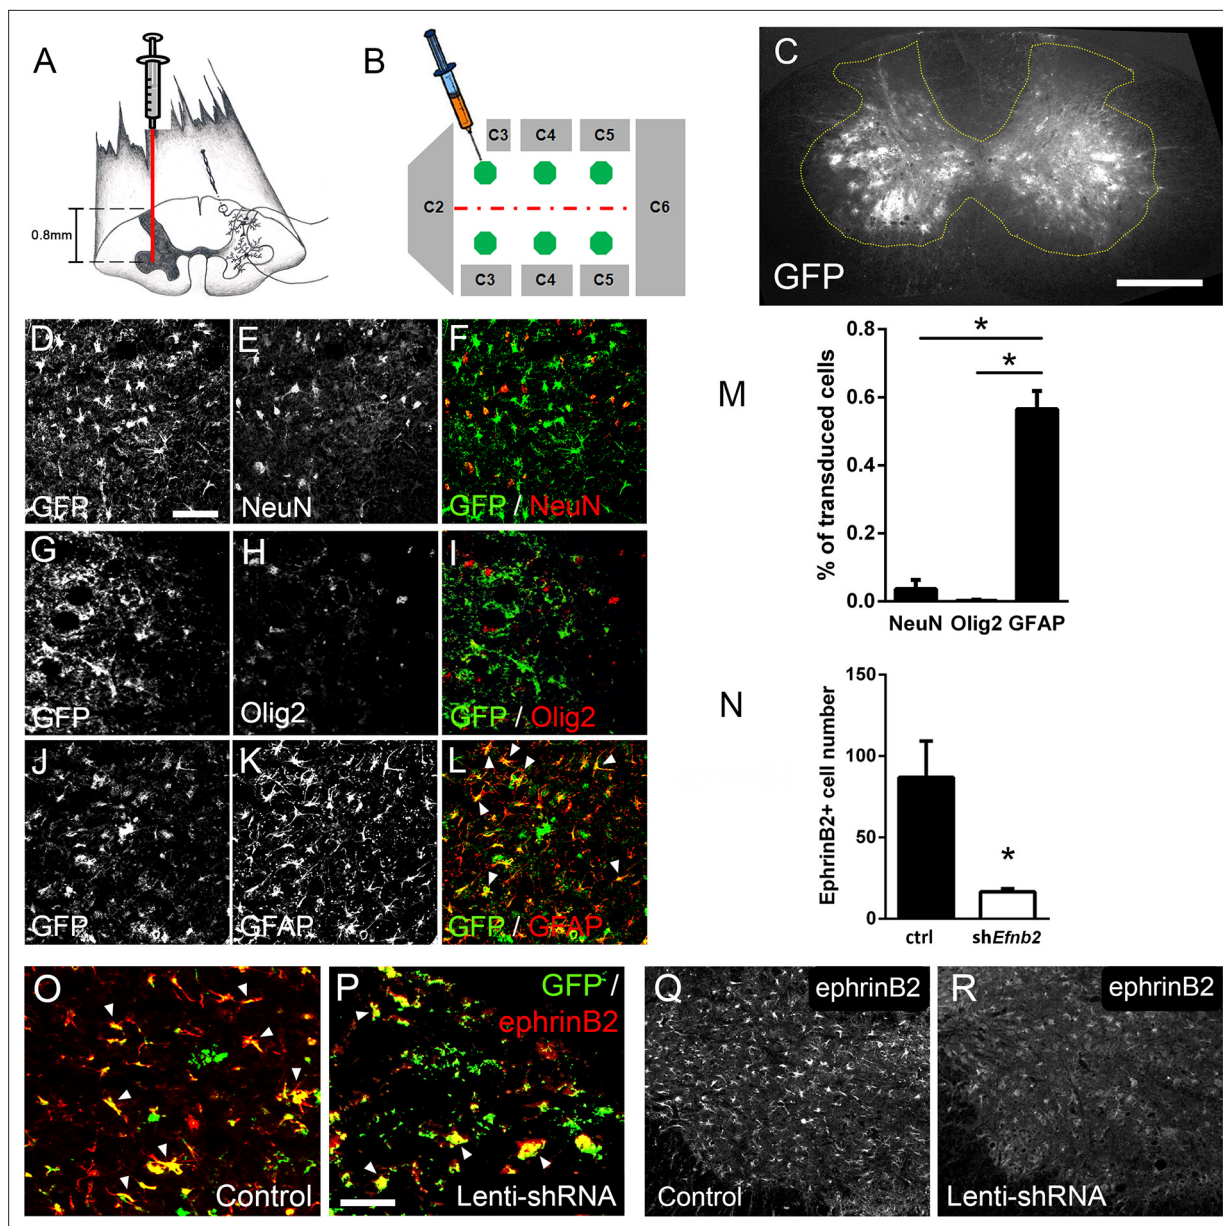 A
0.8mm
B
C3 C4 C5
C2
C6
C3 C4 C5
C
GFP
D
GFP
E
NeuN
F
GFP / NeuN
G
GFP
H
Olig2
I
GFP / Olig2
J
GFP
K
GFAP
L
GFP / GFAP
M
% of transduced cells
0.8
0.6
0.4
0.2
0.0
*
*
NeuN Olig2 GFAP
N
EphrinB2+ cell number
150
100
50
0
*
ctrl shEfnb2
O
Control
P
GFP /
ephrinB2
Lenti-shRNA
Q
ephrinB2
Control
R
ephrinB2
Lenti-shRNA